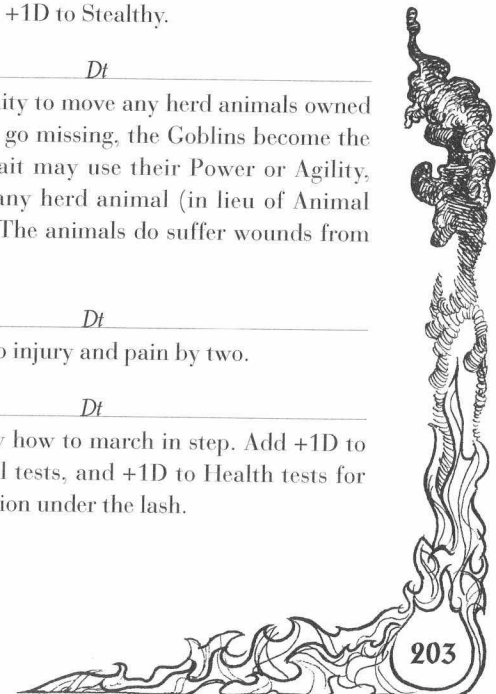 +1D to Stealthy.
Dt
ity to move any herd animals owned
go missing, the Goblins become the
ait may use their Power or Agility,
any herd animal (in lieu of Animal
The animals do suffer wounds from
Dt
o injury and pain by two.
Dt
how to march in step. Add +1D to
l tests, and +1D to Health tests for
ion under the lash.
203